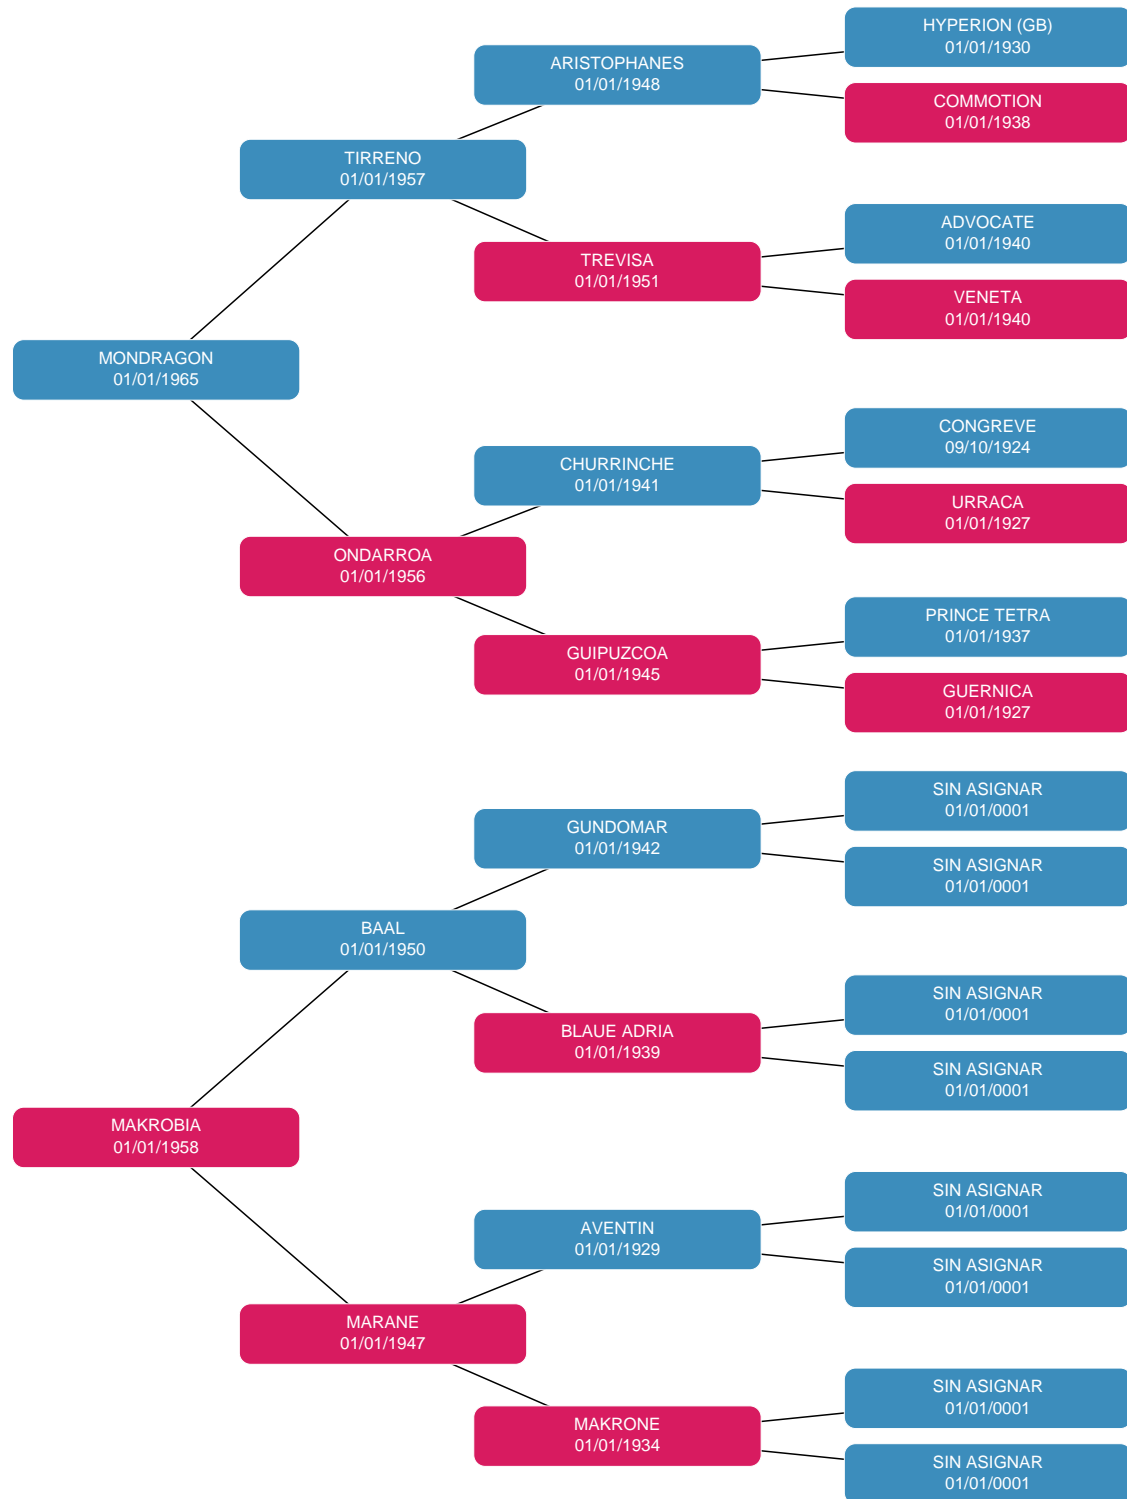 HYPERION (GB)
01/01/1930
ARISTOPHANES
01/01/1948
COMMOTION
01/01/1938
TIRRENO
01/01/1957
ADVOCATE
01/01/1940
TREVISA
01/01/1951
VENETA
01/01/1940
MONDRAGON
01/01/1965
CONGREVE
09/10/1924
CHURRINCHE
01/01/1941
URRACA
01/01/1927
ONDARROA
01/01/1956
PRINCE TETRA
01/01/1937
GUIPUZCOA
01/01/1945
GUERNICA
01/01/1927
SIN ASIGNAR
01/01/0001
GUNDOMAR
01/01/1942
SIN ASIGNAR
01/01/0001
BAAL
01/01/1950
SIN ASIGNAR
01/01/0001
BLAUE ADRIA
01/01/1939
SIN ASIGNAR
01/01/0001
MAKROBIA
01/01/1958
SIN ASIGNAR
01/01/0001
AVENTIN
01/01/1929
SIN ASIGNAR
01/01/0001
MARANE
01/01/1947
SIN ASIGNAR
01/01/0001
MAKRONE
01/01/1934
SIN ASIGNAR
01/01/0001